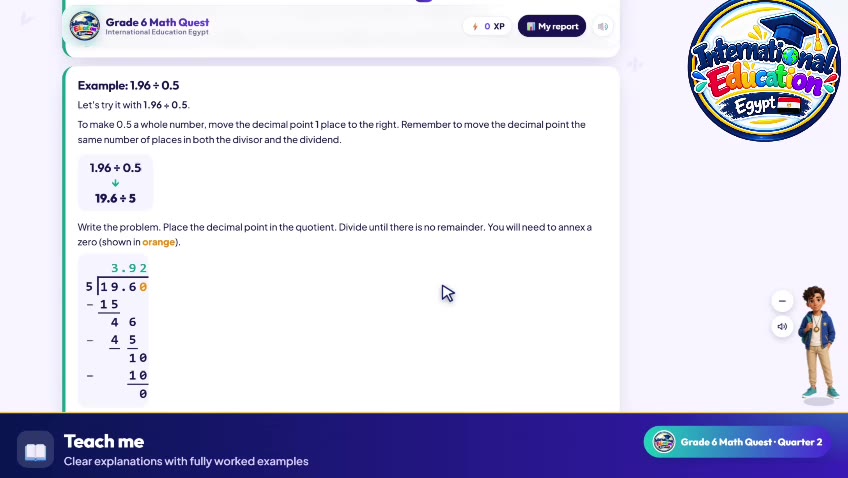 Grade 6 Math Quest
International Education Egypt
0 XP
My report
International
Education
Egypt
Example: 1.96 ÷ 0.5
Let's try it with 1.96 ÷ 0.5.
To make 0.5 a whole number, move the decimal point 1 place to the right. Remember to move the decimal point the
same number of places in both the divisor and the dividend.
1.96 ÷ 0.5
↓
19.6 ÷ 5
Write the problem. Place the decimal point in the quotient. Divide until there is no remainder. You will need to annex a
zero (shown in orange).
3.92
5 19.60
− 15
4 6
− 4 5
10
− 10
0
Teach me
Clear explanations with fully worked examples
Grade 6 Math Quest · Quarter 2